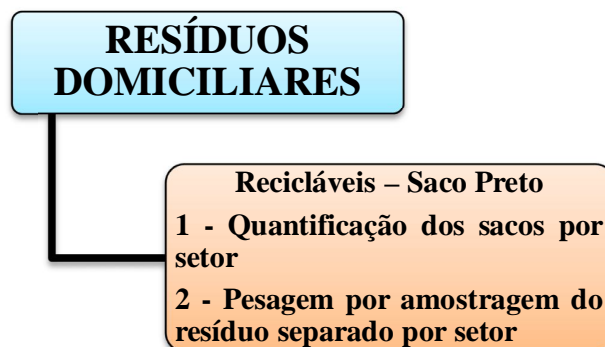 RESÍDUOS
DOMICILIARES
Recicláveis – Saco Preto
1 - Quantificação dos sacos por
setor
2 - Pesagem por amostragem do
resíduo separado por setor